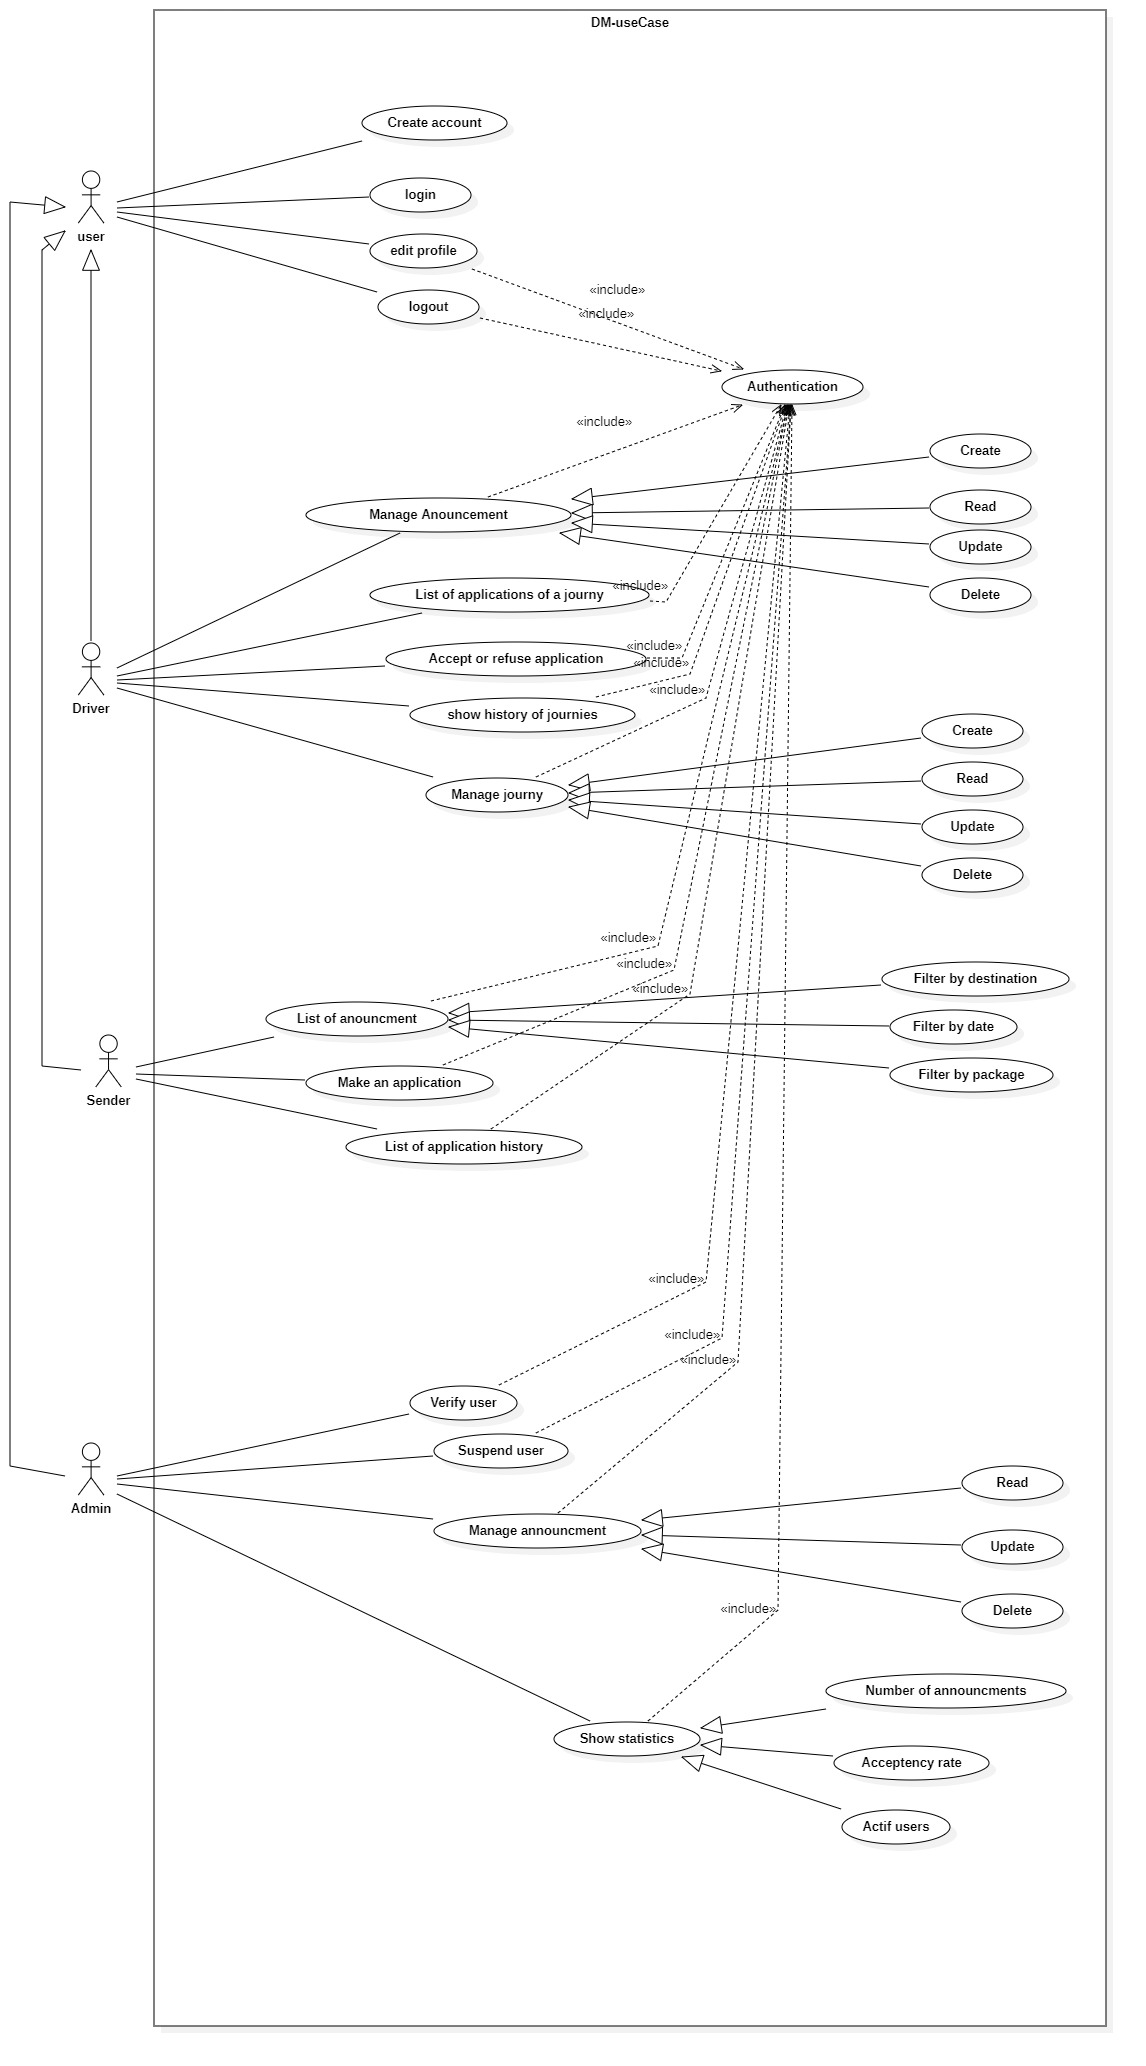 DM-useCase
Create account
login
user
edit profile
«include»
logout
«include»
Authentication
«include»
Create
Read
Manage Anouncement
Update
«include»
List of applications of a journy
Delete
«include»
Accept or refuse application
«include»
«include»
Driver
show history of journies
Create
Read
Manage journy
Update
Delete
«include»
«include»
Filter by destination
«include»
List of anouncment
Filter by date
Filter by package
Make an application
Sender
List of application history
«include»
«include»
«include»
Verify user
Suspend user
Read
Admin
Manage announcment
Update
«include»
Delete
Number of announcments
Show statistics
Acceptency rate
Actif users